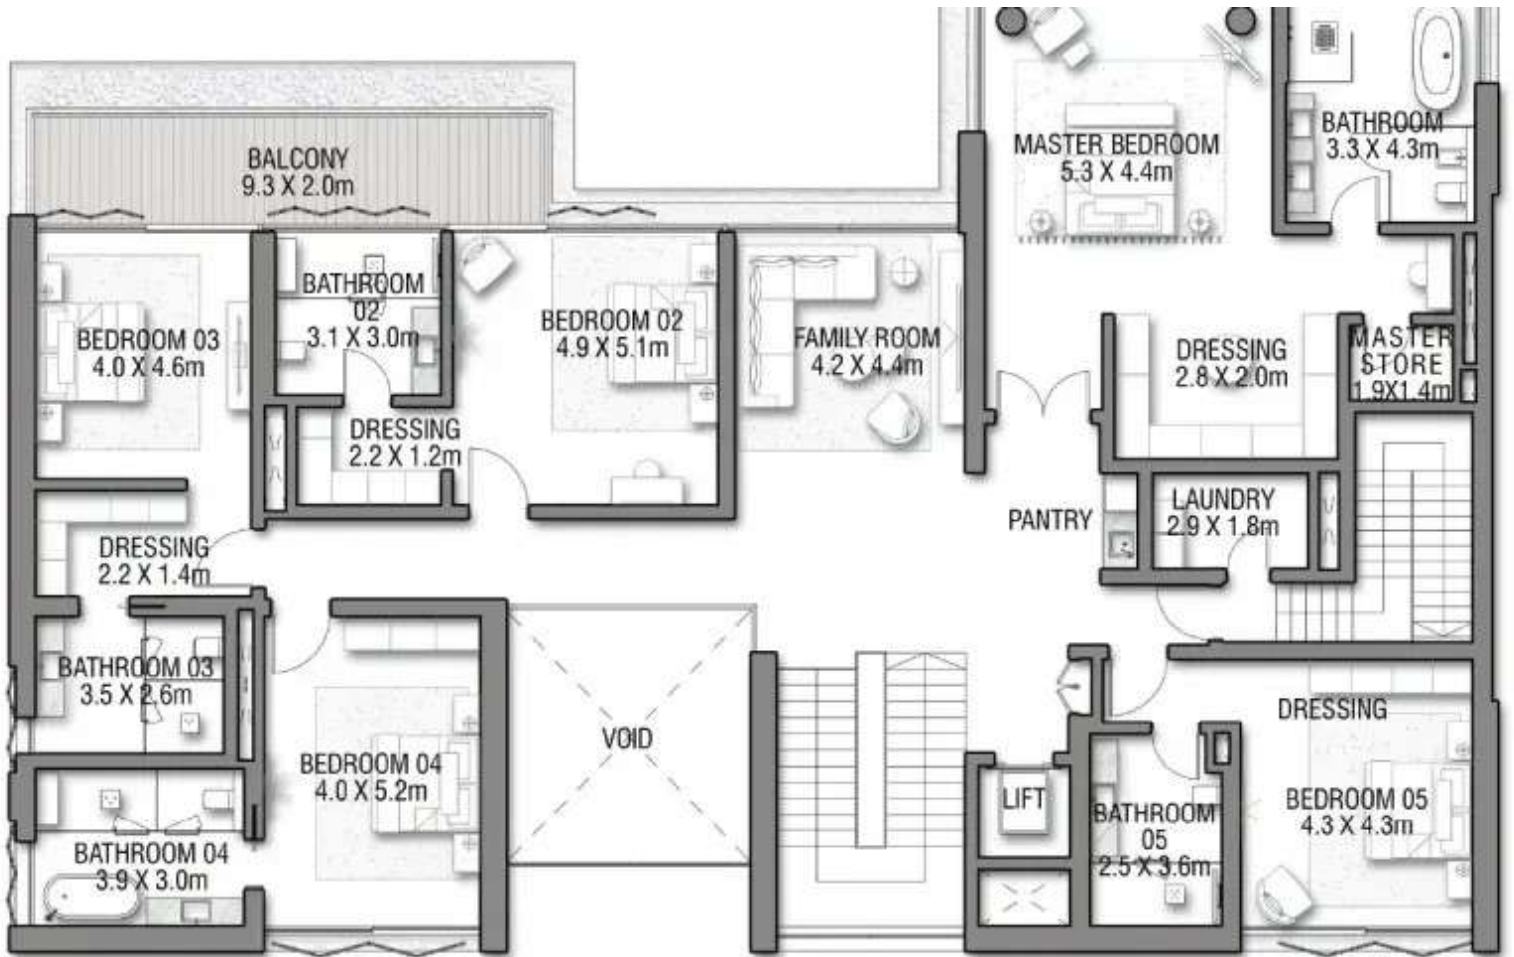 BALCONY
9.3 X 2.0m
MASTER BEDROOM
5.3 X 4.4m
BATHROOM
3.3 X 4.3m
BEDROOM 03
4.0 X 4.6m
BATHROOM
02
3.1 X 3.0m
BEDROOM 02
4.9 X 5.1m
FAMILY ROOM
4.2 X 4.4m
DRESSING
2.8 X 2.0m
MASTER
STORE
1.9X1.4m
DRESSING
2.2 X 1.2m
PANTRY
LAUNDRY
2.9 X 1.8m
DRESSING
2.2 X 1.4m
BATHROOM 03
3.5 X 2.6m
VOID
DRESSING
BEDROOM 04
4.0 X 5.2m
LIFT
BATHROOM
05
2.5 X 3.6m
BEDROOM 05
4.3 X 4.3m
BATHROOM 04
3.9 X 3.0m